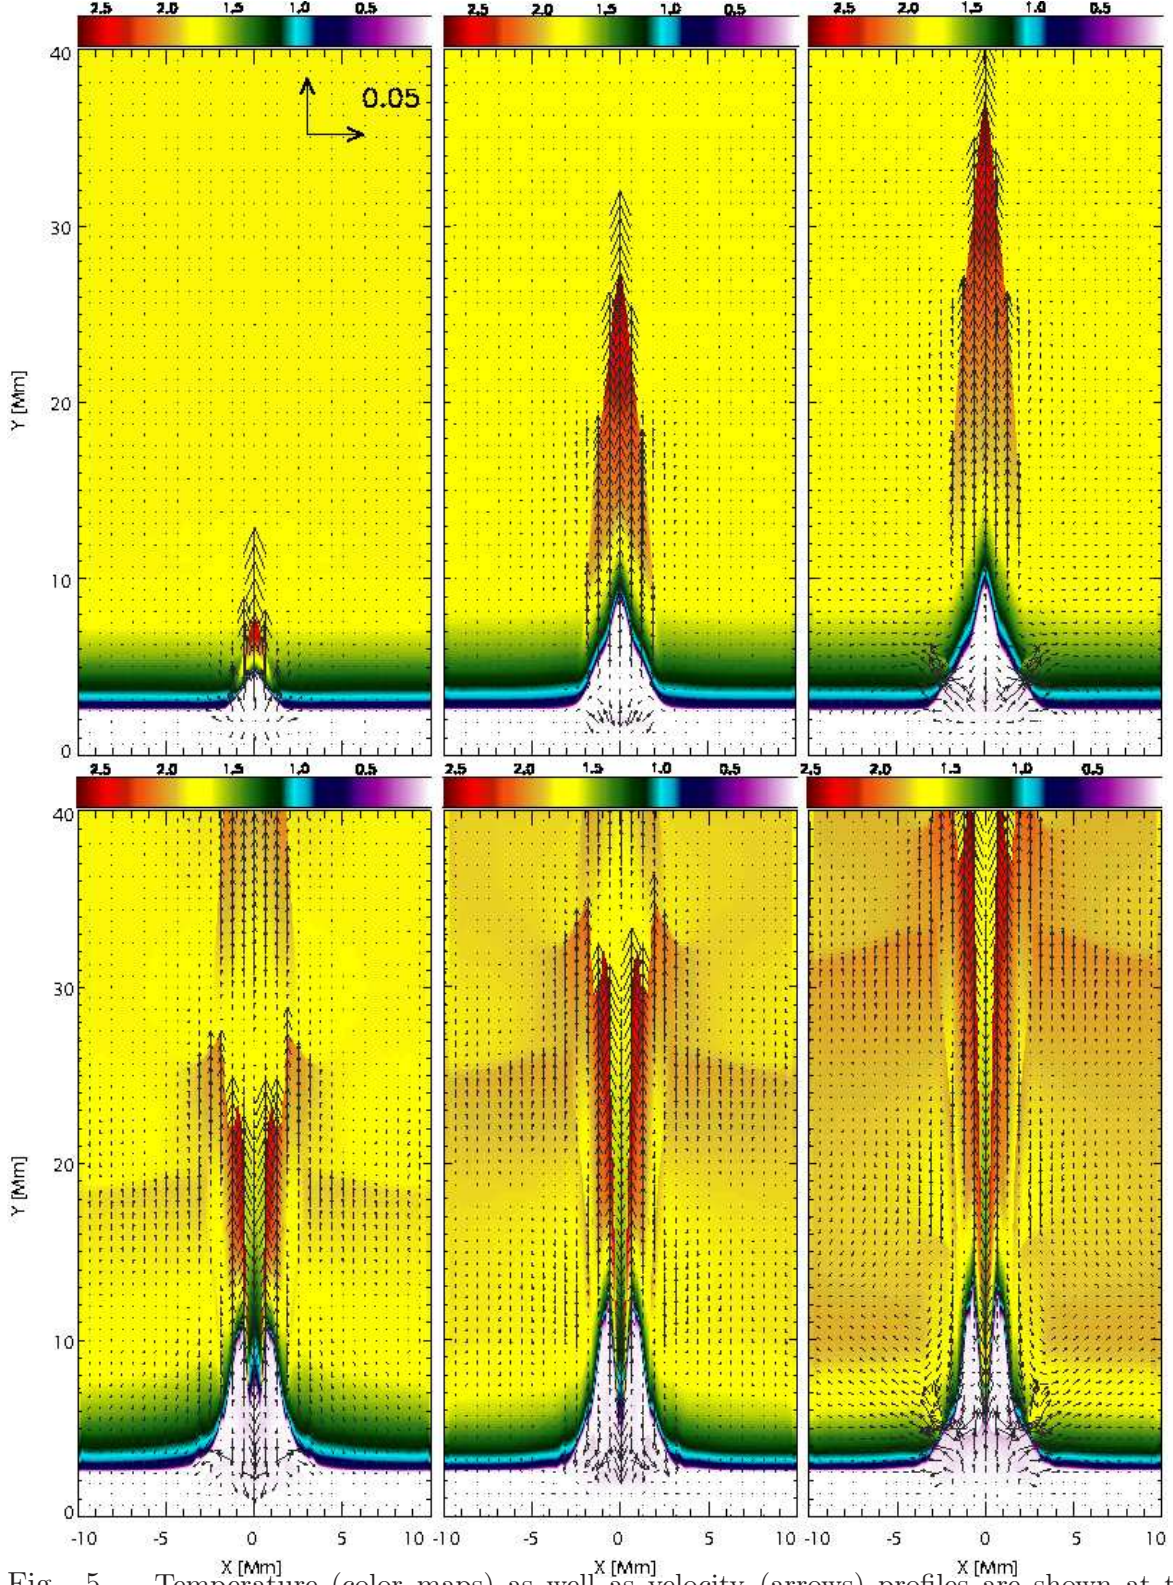 2.5 2.0 1.5 1.0 0.5 2.5 2.0 1.5 1.0 0.5 2.5 2.0 1.5 1.0 0.5
40
0.05
30
Y [Mm]
20
10
0
2.5 2.0 1.5 1.0 0.5 2.5 2.0 1.5 1.0 0.5 2.5 2.0 1.5 1.0 0.5
40
30
Y [Mm]
20
10
0
-10 -5 0 5 -10 -5 0 5 -10 -5 0 5 10
X [Mm] X [Mm] X [Mm]
Fig. 5.— Temperature (color maps) as well as velocity (arrows) profiles are shown at